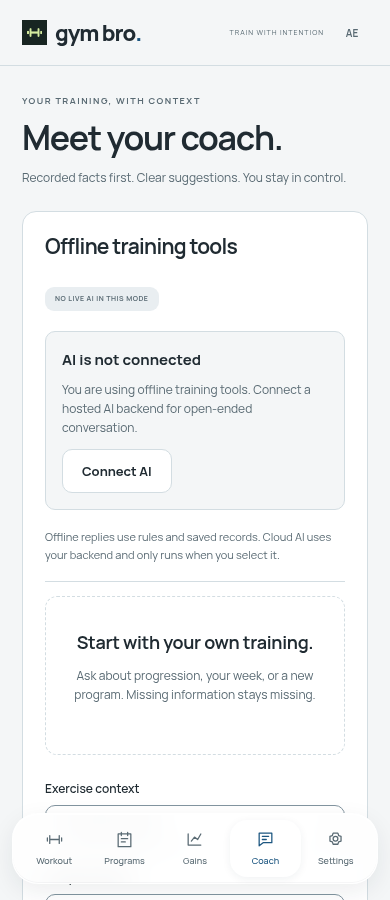 gym bro.
TRAIN WITH INTENTION
AE
YOUR TRAINING, WITH CONTEXT
Meet your coach.
Recorded facts first. Clear suggestions. You stay in control.
Offline training tools
NO LIVE AI IN THIS MODE
AI is not connected
You are using offline training tools. Connect a
hosted AI backend for open-ended
conversation.
Connect AI
Offline replies use rules and saved records. Cloud AI uses
your backend and only runs when you select it.
Start with your own training.
Ask about progression, your week, or a new
program. Missing information stays missing.
Exercise context
Workout
Programs
Gains
Coach
Settings